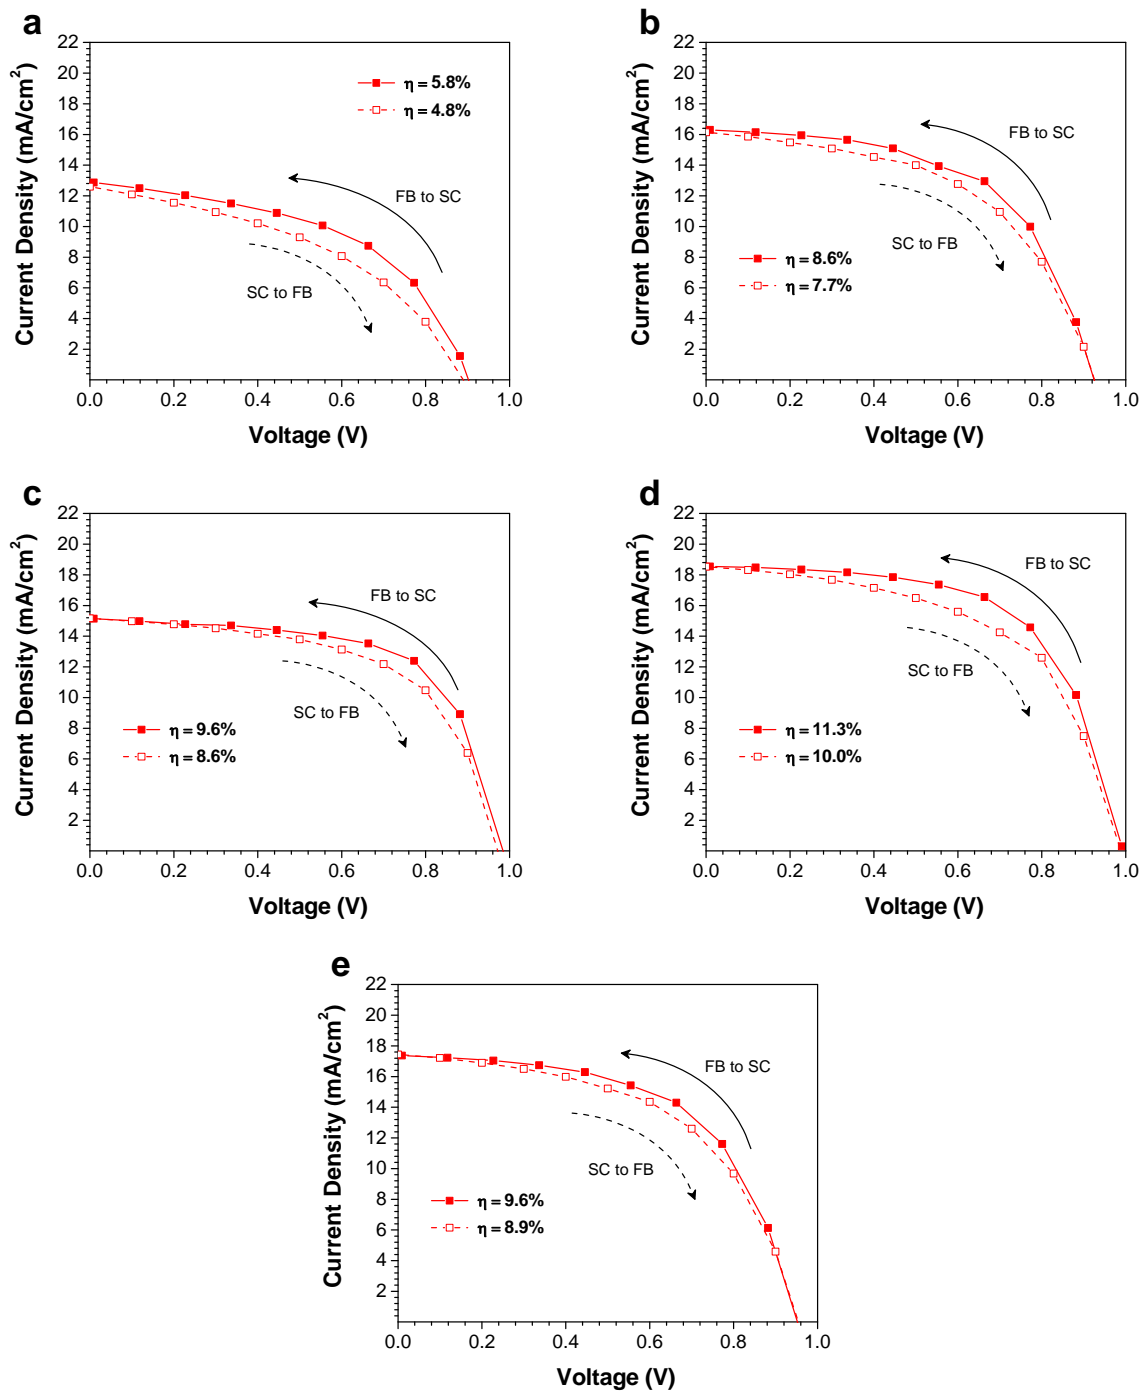 a
22
20
18
16
14
12
10
8
6
4
2
0.0 0.2 0.4 0.6 0.8 1.0
Current Density (mA/cm²)
Voltage (V)
η = 5.8%
η = 4.8%
FB to SC
SC to FB
b
22
20
18
16
14
12
10
8
6
4
2
0.0 0.2 0.4 0.6 0.8 1.0
Current Density (mA/cm²)
Voltage (V)
FB to SC
SC to FB
η = 8.6%
η = 7.7%
c
22
20
18
16
14
12
10
8
6
4
2
0.0 0.2 0.4 0.6 0.8 1.0
Current Density (mA/cm²)
Voltage (V)
FB to SC
SC to FB
η = 9.6%
η = 8.6%
d
22
20
18
16
14
12
10
8
6
4
2
0.0 0.2 0.4 0.6 0.8 1.0
Current Density (mA/cm²)
Voltage (V)
FB to SC
SC to FB
η = 11.3%
η = 10.0%
e
22
20
18
16
14
12
10
8
6
4
2
0.0 0.2 0.4 0.6 0.8 1.0
Current Density (mA/cm²)
Voltage (V)
FB to SC
SC to FB
η = 9.6%
η = 8.9%